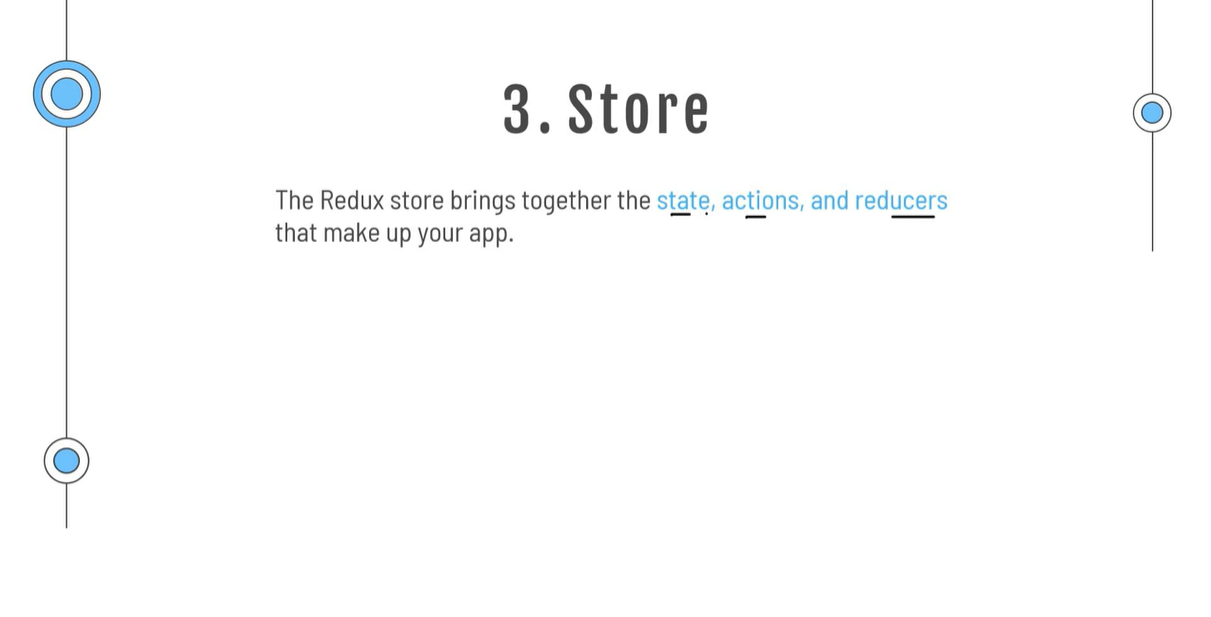 3. Store
The Redux store brings together the state, actions, and reducers
that make up your app.